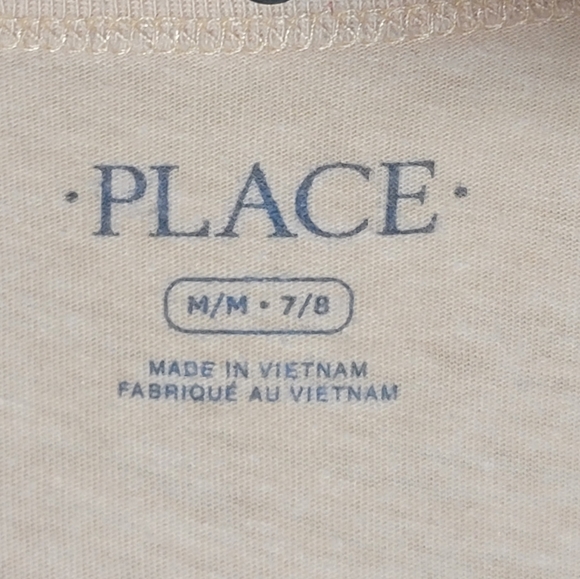 ·PLACE·
M/M · 7/8
MADE IN VIETNAM
FABRIQUÉ AU VIETNAM